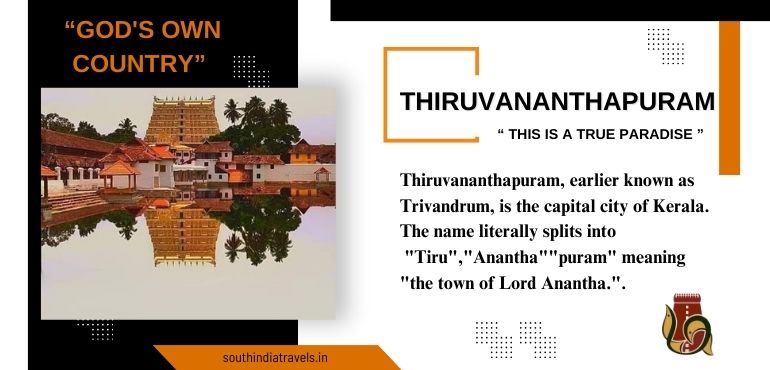 “GOD'S OWN
COUNTRY”
THIRUVANANTHAPURAM
“ THIS IS A TRUE PARADISE ”
Thiruvananthapuram, earlier known as
Trivandrum, is the capital city of Kerala.
The name literally splits into
"Tiru","Anantha""puram" meaning
"the town of Lord Anantha.".
southindiatravels.in